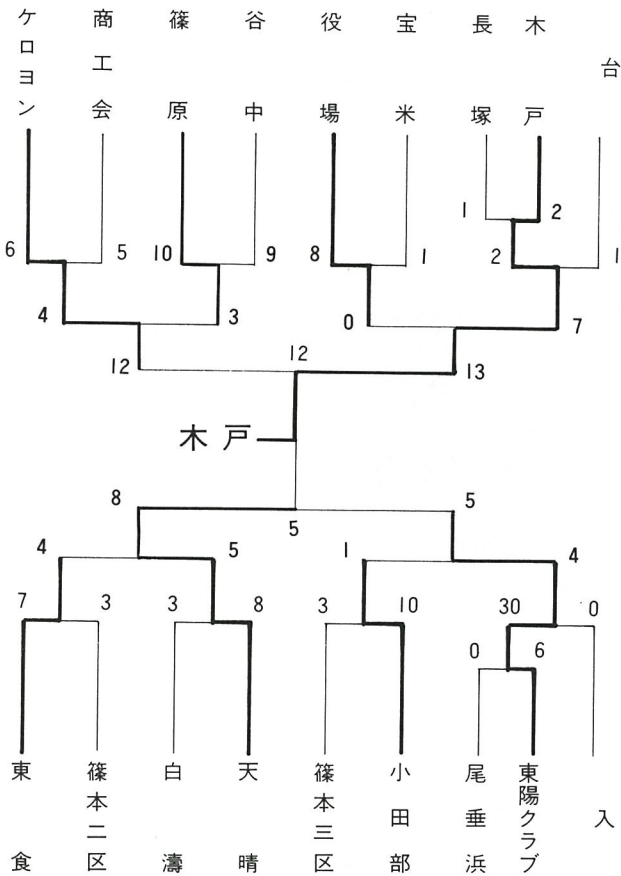 ケロヨン
商工会
篠原
谷中
役場
宝米
長塚
木戸
台
1 2
6 5 10 9 8 1 2 1
4 3 0 7
12 12 13
木戸
8 5 5
4 5 1 4
7 3 3 8 3 10 30 0
0 6
東食
篠本二区
白濤
天晴
篠本三区
小田部
尾垂浜
東陽クラブ
入